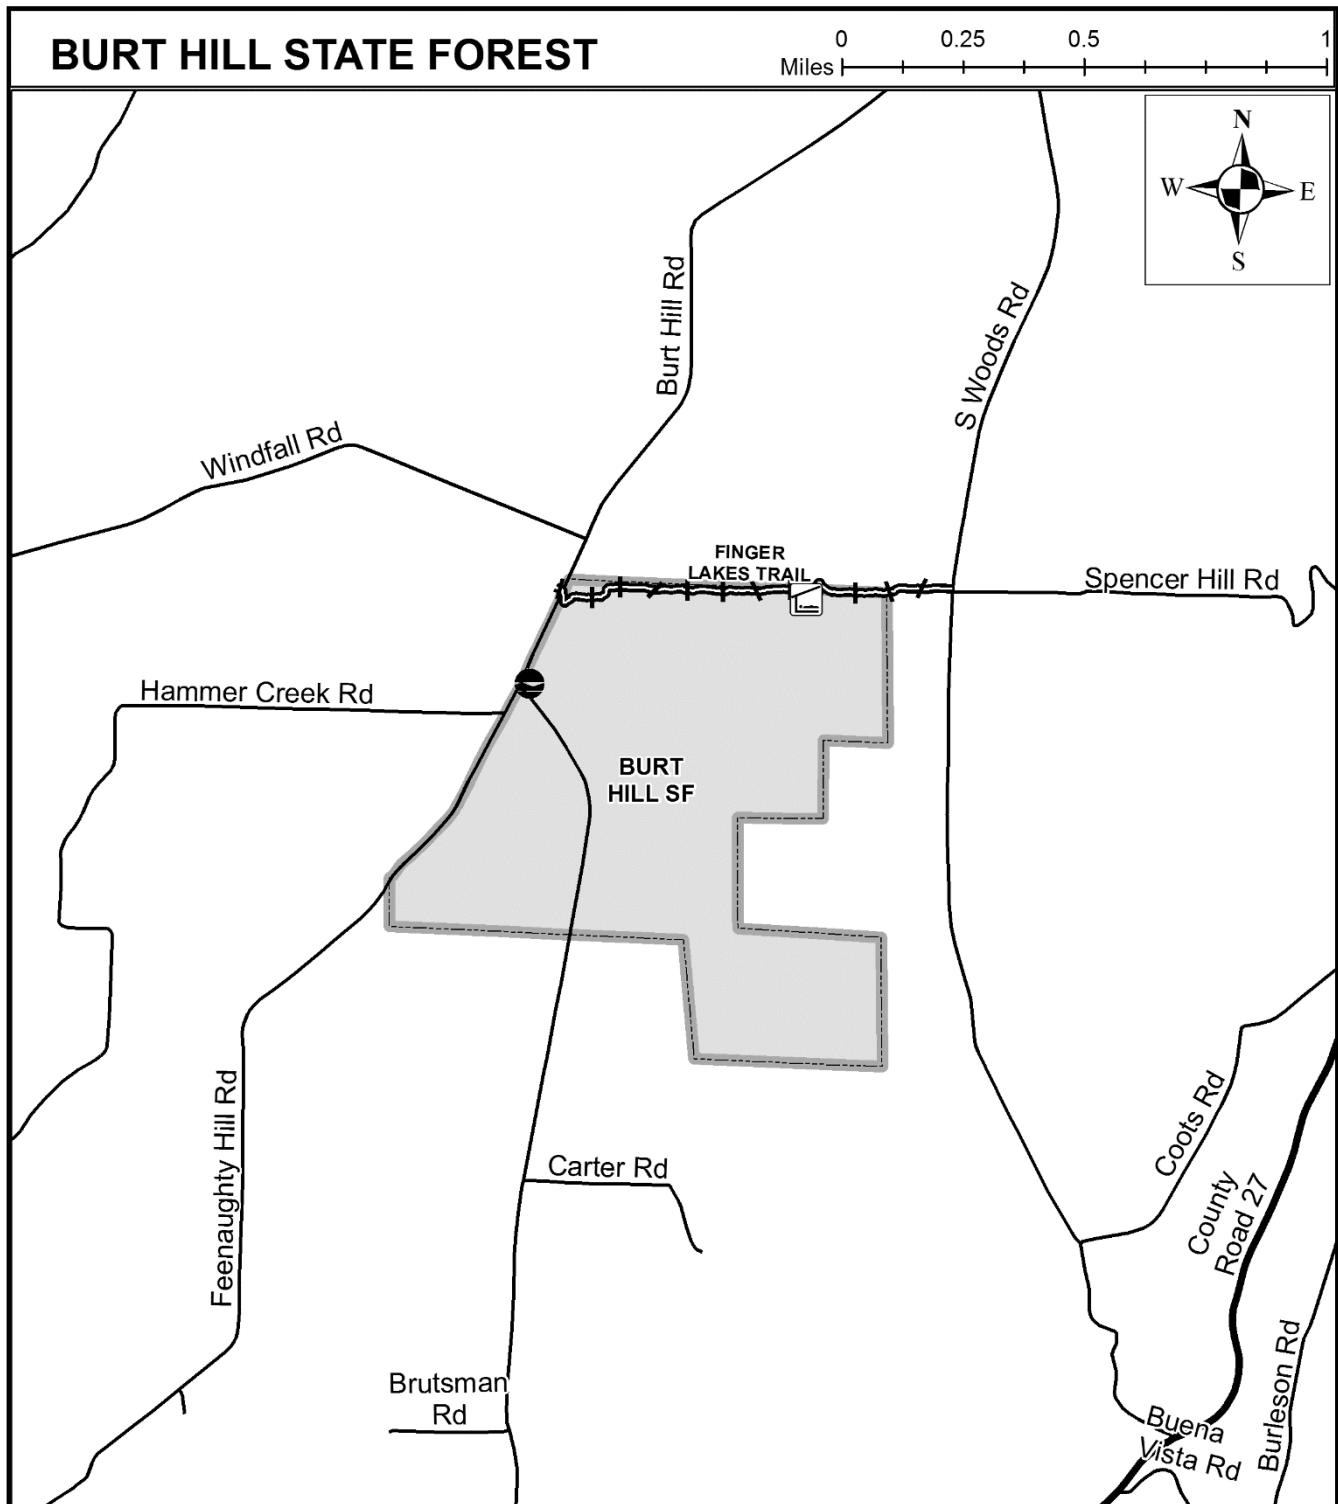 BURT HILL STATE FOREST
0 0.25 0.5 1
Miles
N
W E
S
Burt Hill Rd
S Woods Rd
Windfall Rd
FINGER
LAKES TRAIL
Spencer Hill Rd
Hammer Creek Rd
BURT
HILL SF
Feenaughty Hill Rd
Carter Rd
Coots Rd
County
Road 27
Burleson Rd
Brutsman
Rd
Buena
Vista Rd